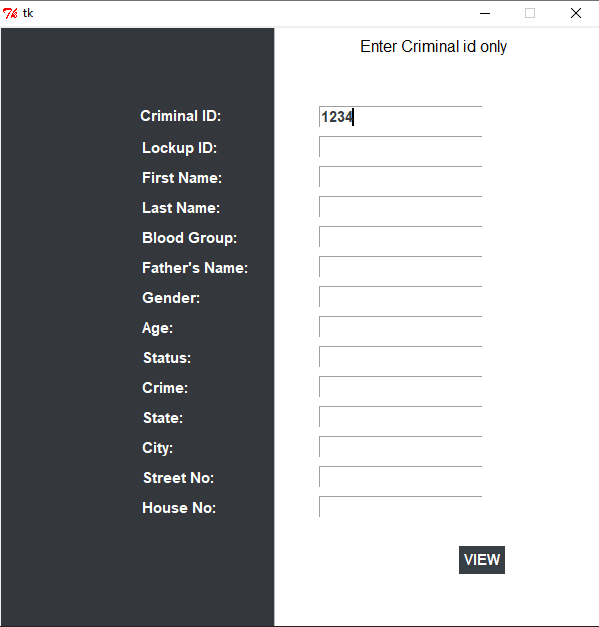 tk
Enter Criminal id only
Criminal ID: 1234
Lockup ID:
First Name:
Last Name:
Blood Group:
Father's Name:
Gender:
Age:
Status:
Crime:
State:
City:
Street No:
House No:
VIEW